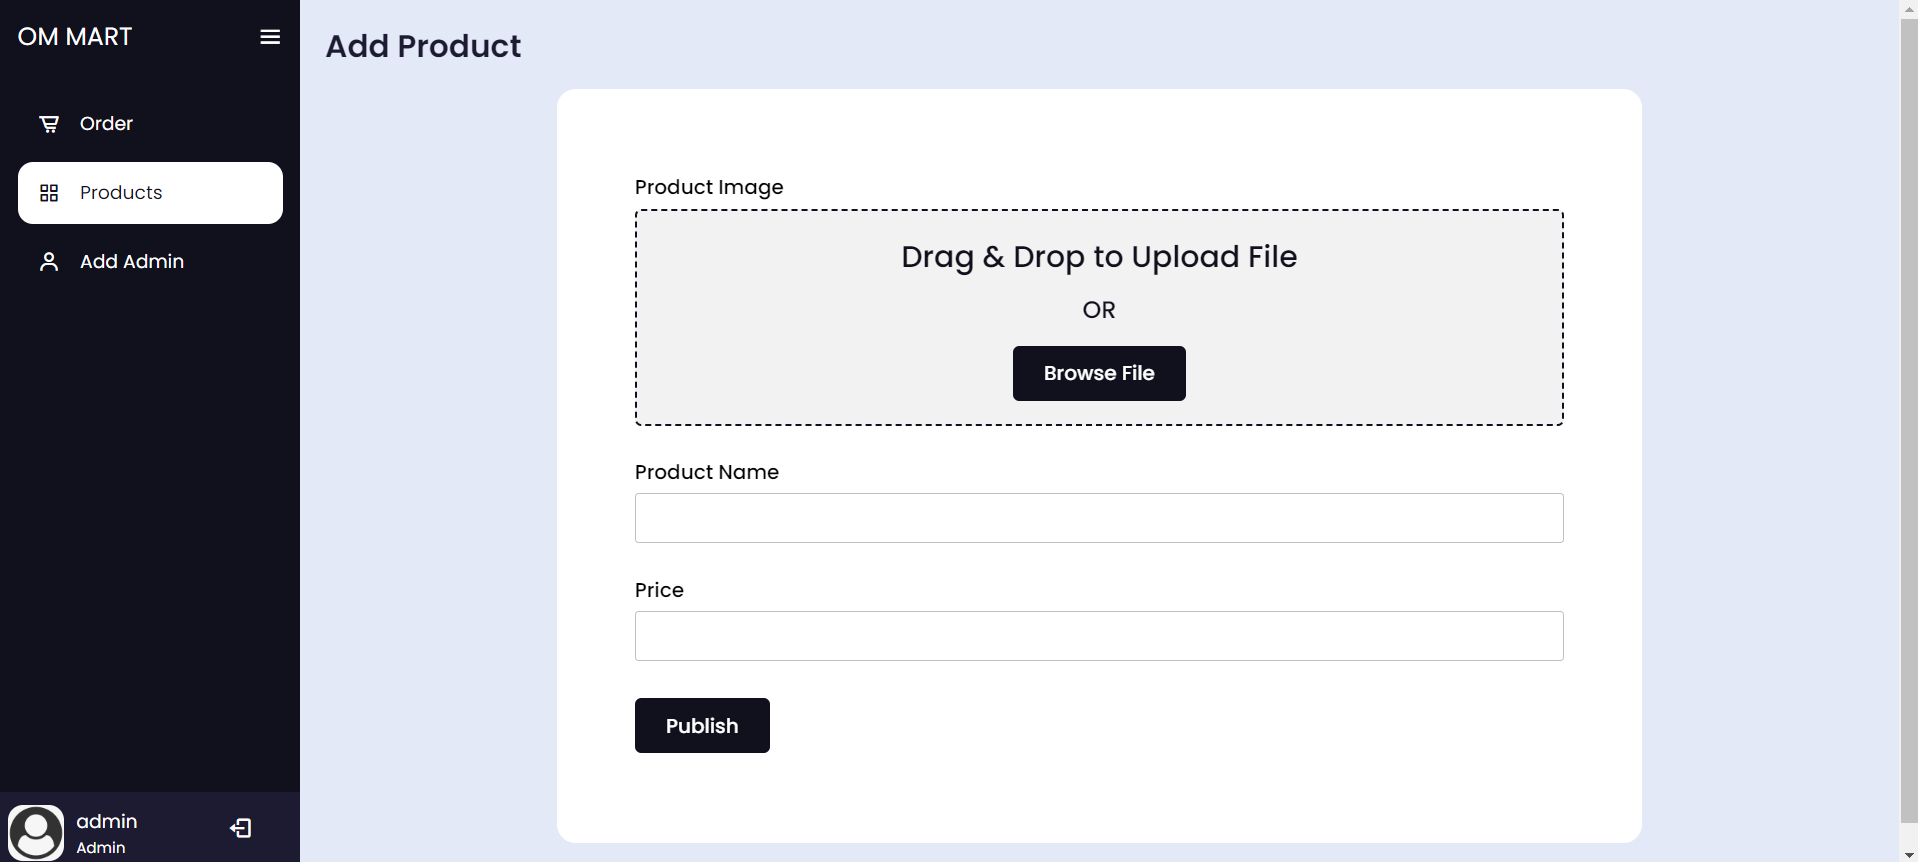 OM MART
Order
Products
Add Admin
admin
Admin
Add Product
Product Image
Drag & Drop to Upload File
OR
Browse File
Product Name
Price
Publish